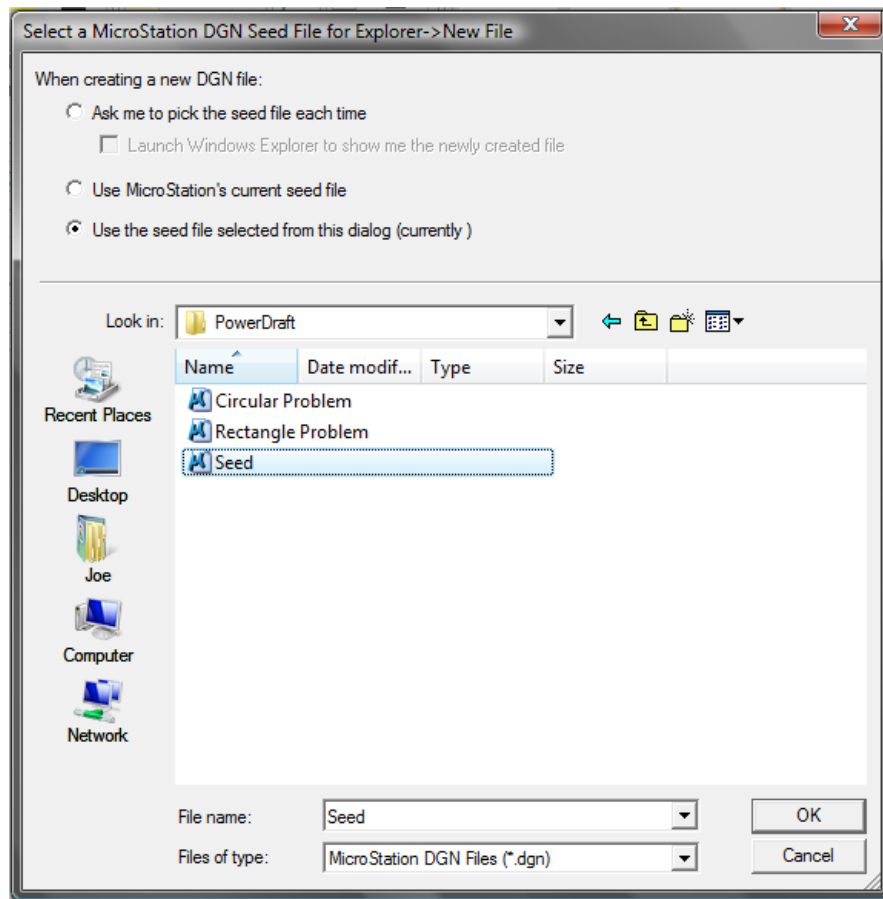 Select a MicroStation DGN Seed File for Explorer->New File
When creating a new DGN file:
Ask me to pick the seed file each time
Launch Windows Explorer to show me the newly created file
Use MicroStation's current seed file
Use the seed file selected from this dialog (currently )
Look in: PowerDraft
Name Date modif... Type Size
Recent Places
Desktop
Joe
Computer
Network
Circular Problem
Rectangle Problem
Seed
File name: Seed OK
Files of type: MicroStation DGN Files (*.dgn) Cancel